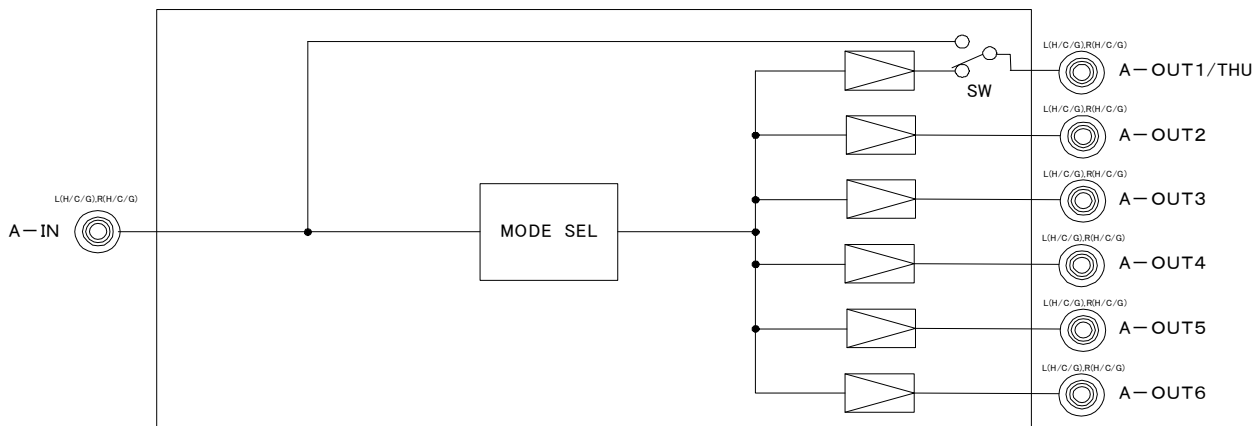 L(H/C/G),R(H/C/G)
A－OUT1/THU
SW
L(H/C/G),R(H/C/G)
A－OUT2
L(H/C/G),R(H/C/G)
A－OUT3
L(H/C/G),R(H/C/G)
A－IN
MODE SEL
L(H/C/G),R(H/C/G)
A－OUT4
L(H/C/G),R(H/C/G)
A－OUT5
L(H/C/G),R(H/C/G)
A－OUT6